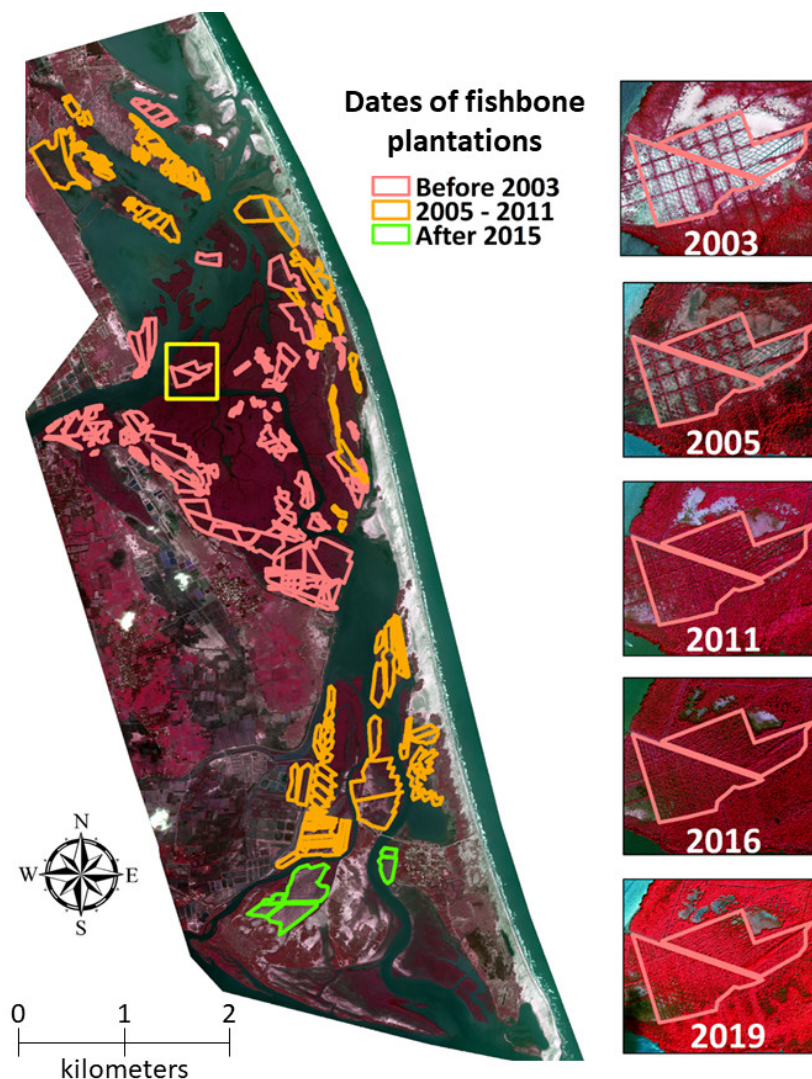 Dates of fishbone
plantations
Before 2003
2005 - 2011
After 2015
2003
2005
2011
2016
2019
N
W E
S
0 1 2
kilometers